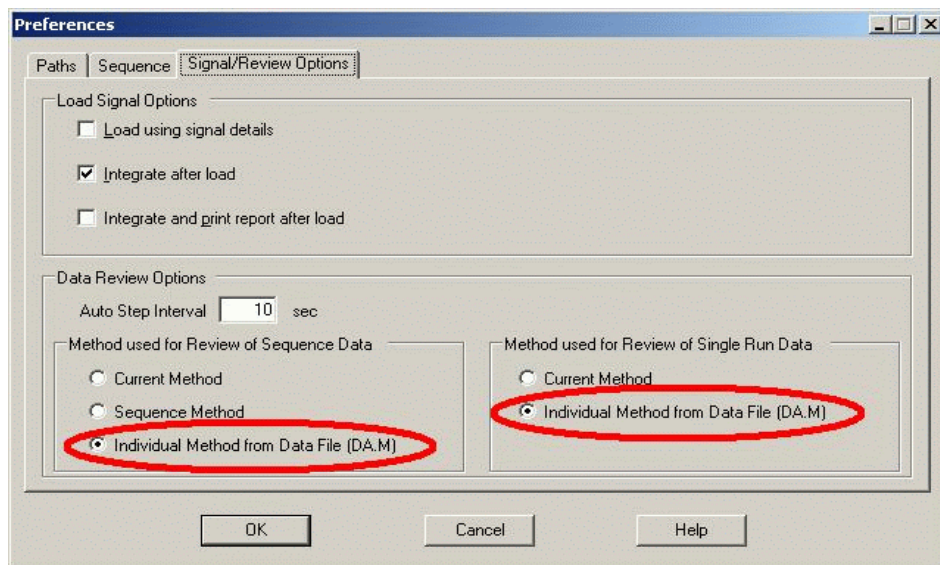 Preferences
Paths
Sequence
Signal/Review Options
Load Signal Options
Load using signal details
Integrate after load
Integrate and print report after load
Data Review Options
Auto Step Interval 10 sec
Method used for Review of Sequence Data
Current Method
Sequence Method
Individual Method from Data File (DA.M)
Method used for Review of Single Run Data
Current Method
Individual Method from Data File (DA.M)
OK
Cancel
Help